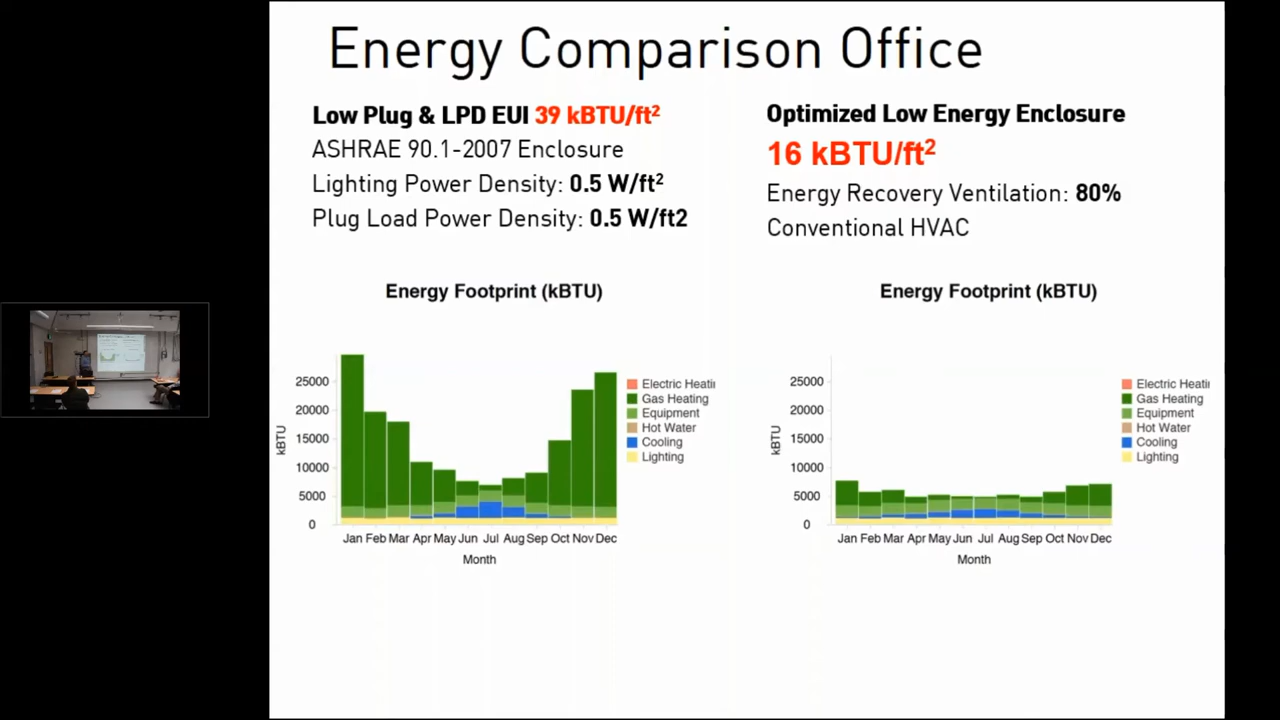 Energy Comparison Office
Low Plug & LPD EUI 39 kBTU/ft²
ASHRAE 90.1-2007 Enclosure
Lighting Power Density: 0.5 W/ft²
Plug Load Power Density: 0.5 W/ft2
Optimized Low Energy Enclosure
16 kBTU/ft²
Energy Recovery Ventilation: 80%
Conventional HVAC
Energy Footprint (kBTU)
25000
20000
15000
10000
5000
0
kBTU
Jan Feb Mar Apr May Jun Jul Aug Sep Oct Nov Dec
Month
Electric Heatin
Gas Heating
Equipment
Hot Water
Cooling
Lighting
Energy Footprint (kBTU)
25000
20000
15000
10000
5000
0
kBTU
Jan Feb Mar Apr May Jun Jul Aug Sep Oct Nov Dec
Month
Electric Heati
Gas Heating
Equipment
Hot Water
Cooling
Lighting